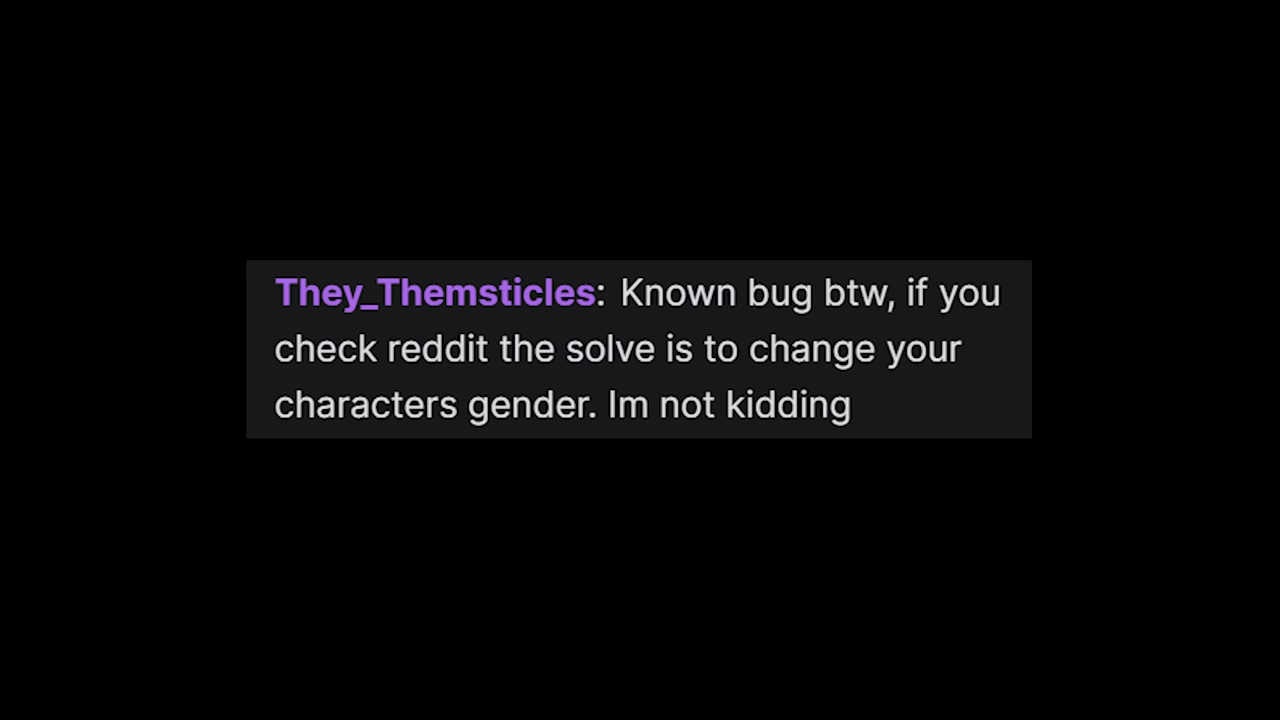 They_Themsticles: Known bug btw, if you
check reddit the solve is to change your
characters gender. Im not kidding